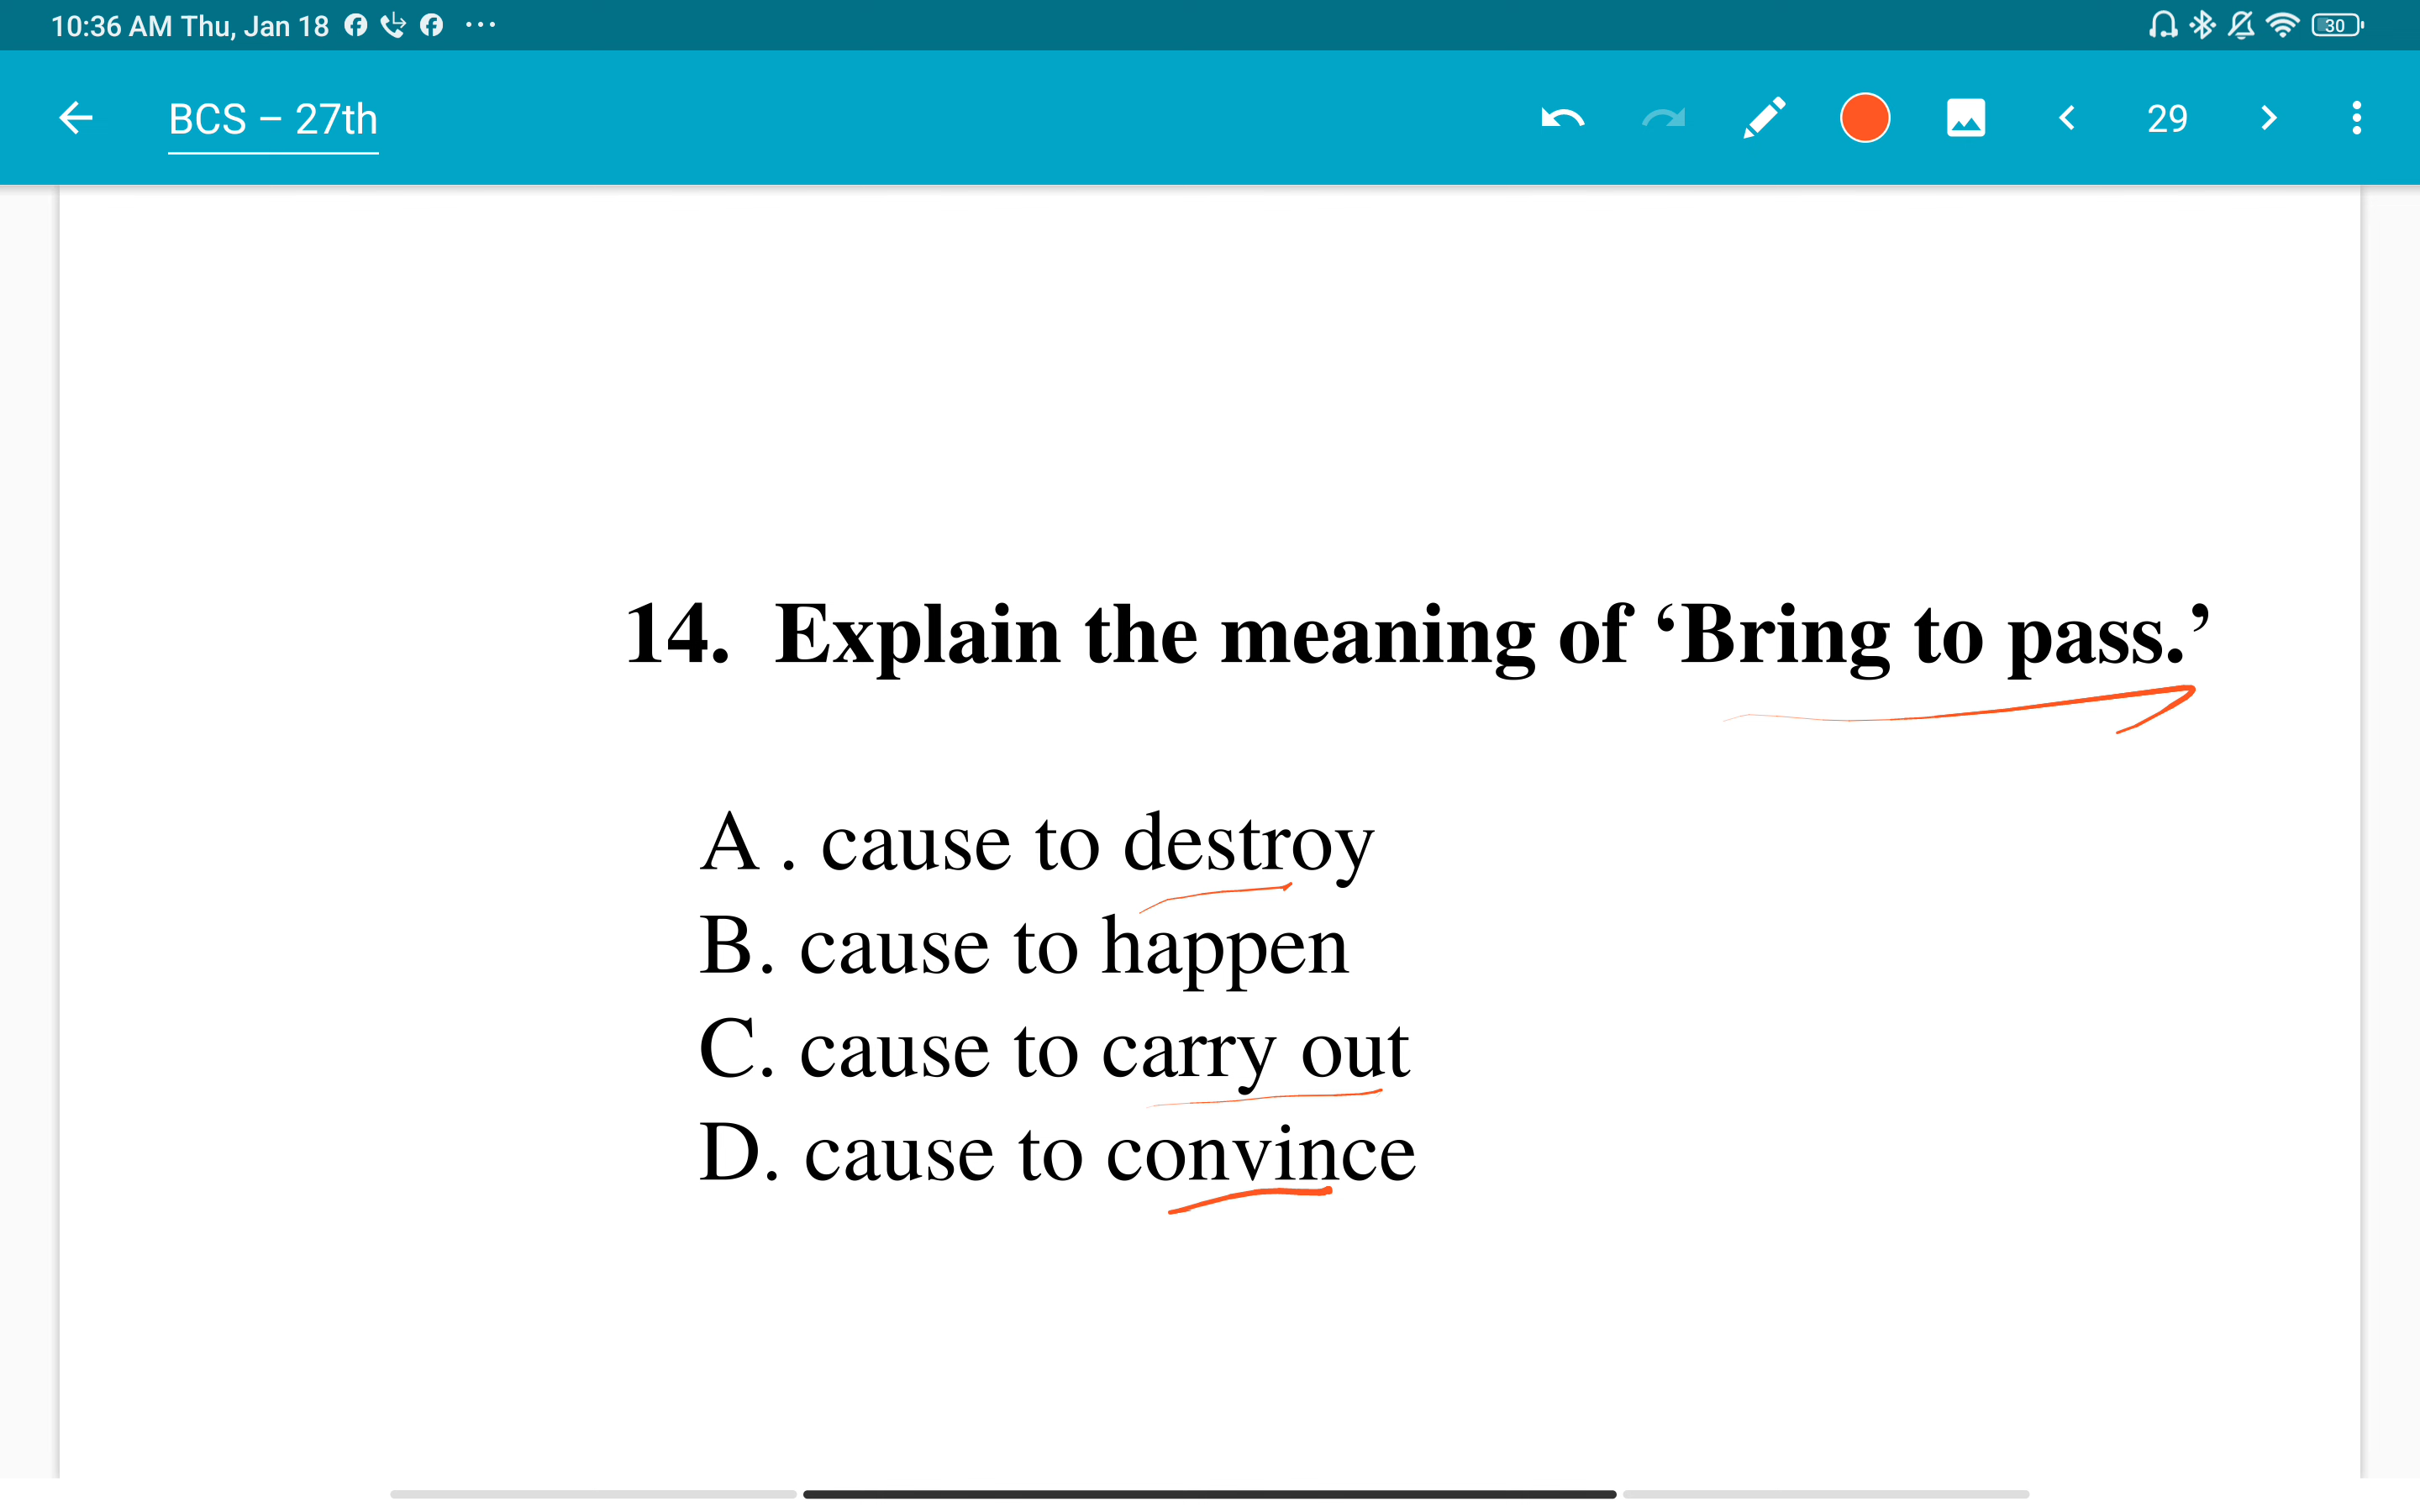 10:36 AM Thu, Jan 18 ... 30
BCS – 27th 29
14. Explain the meaning of ‘Bring to pass.’
A . cause to destroy
B. cause to happen
C. cause to carry out
D. cause to convince